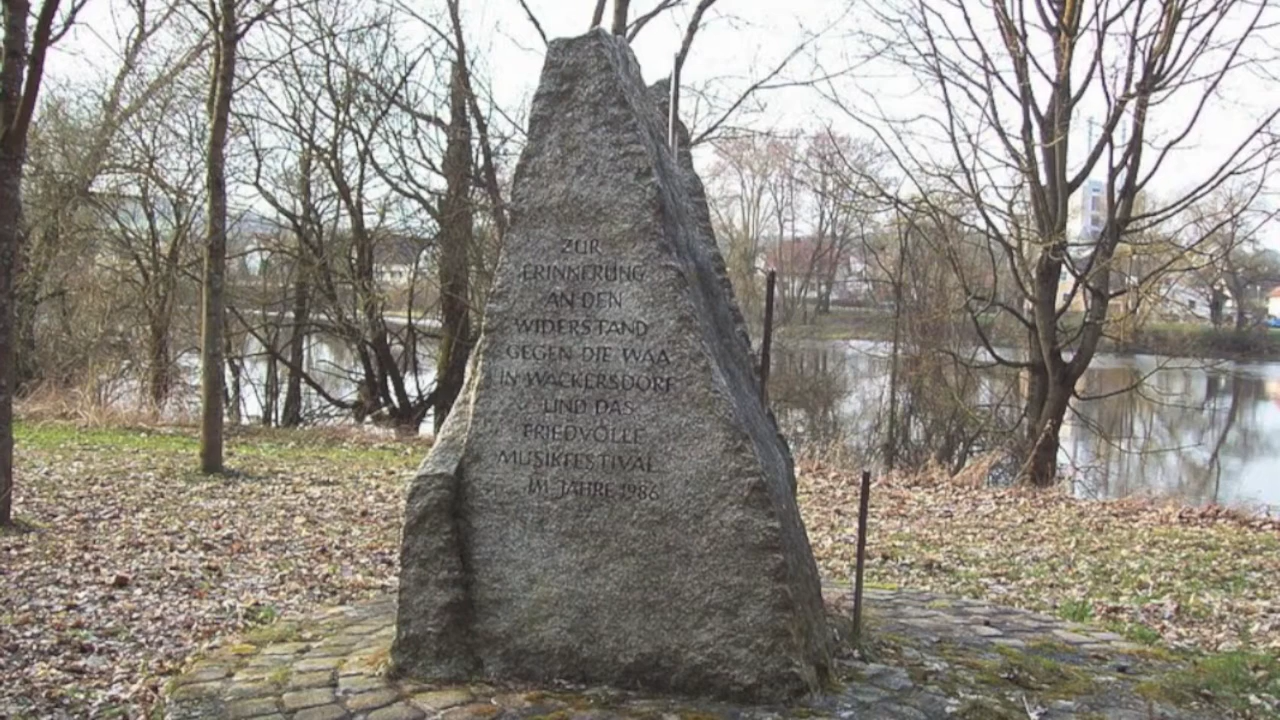 ZUR
ERINNERUNG
AN DEN
WIDERSTAND
GEGEN DIE WAA
IN WACKERSDORF
UND DAS
FRIEDVOLLE
MUSIKFESTIVAL
IM JAHRE 1986